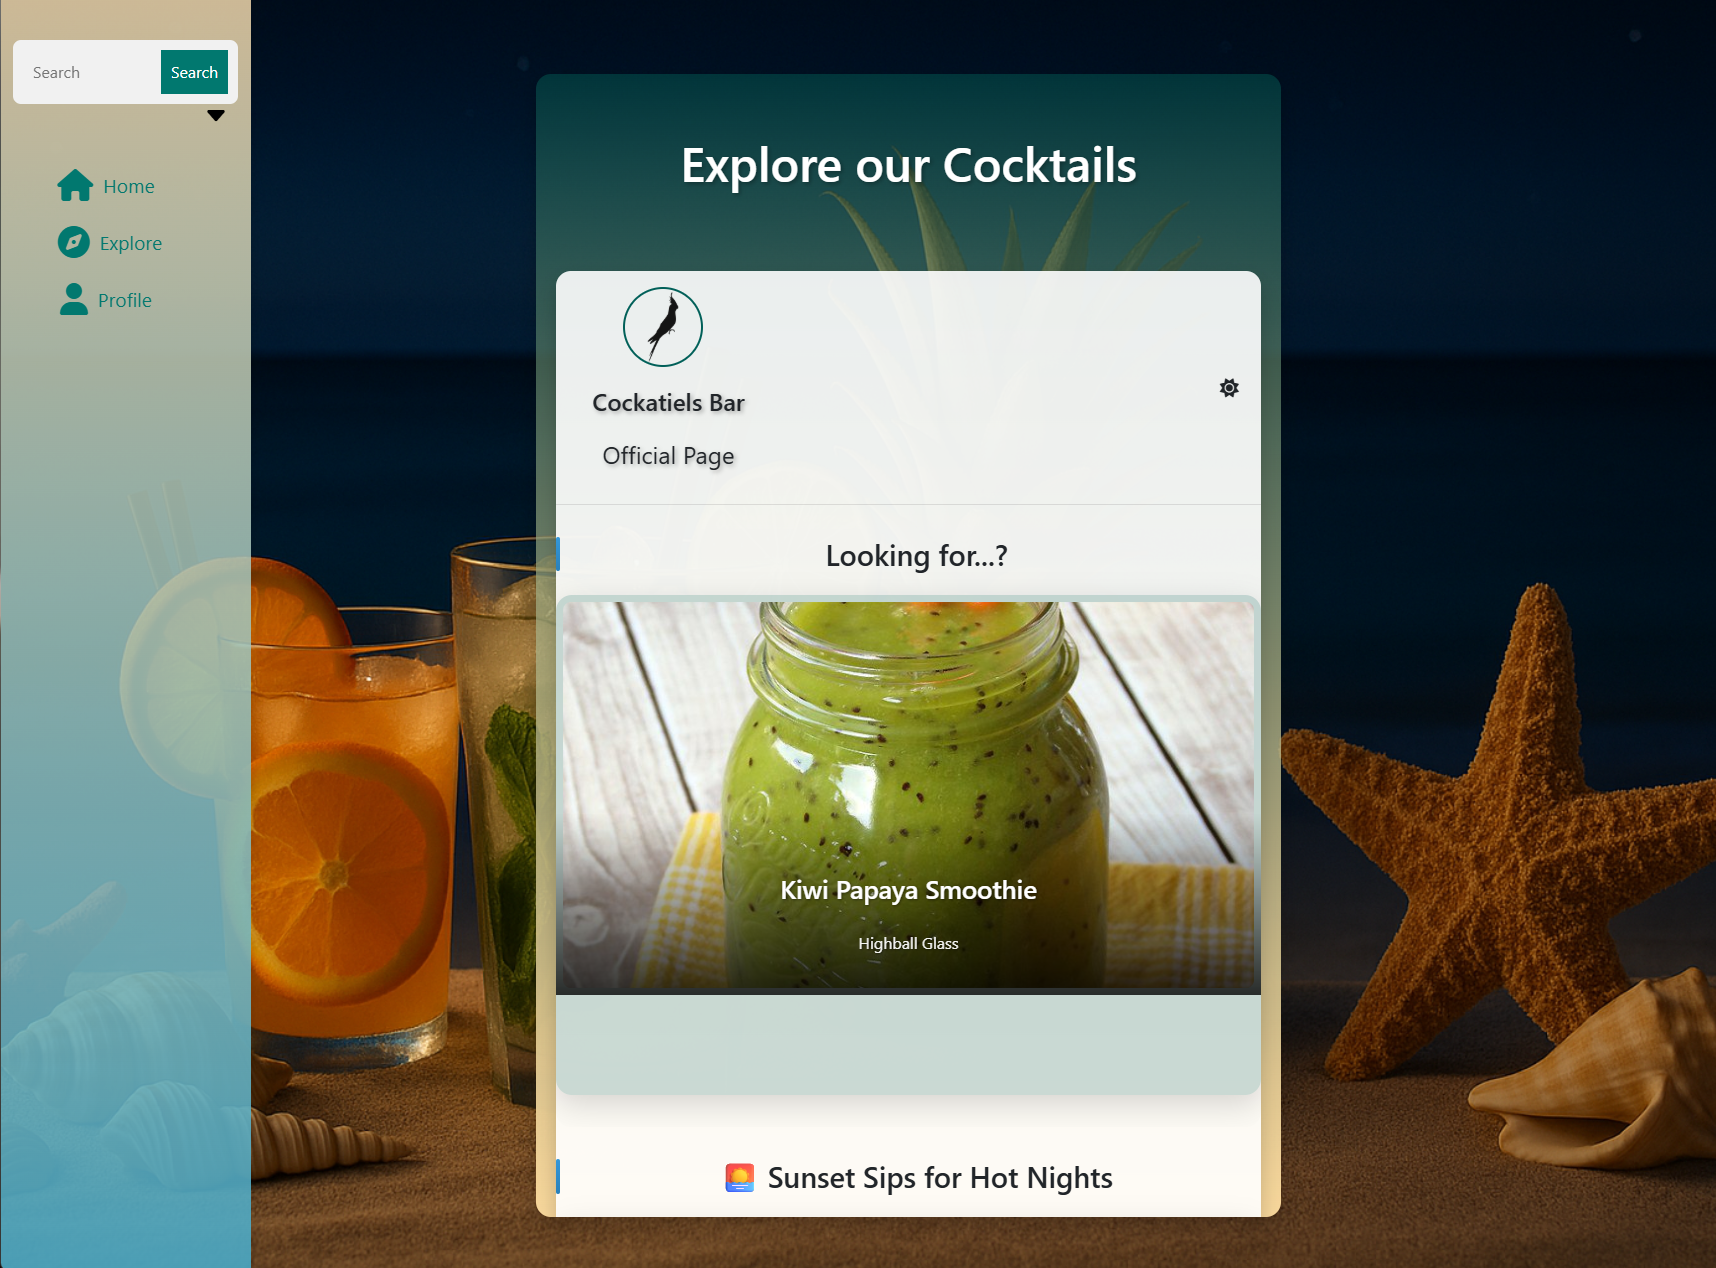 Search
Search
Home
Explore
Profile
Explore our Cocktails
Cockatiels Bar
Official Page
Looking for...?
Kiwi Papaya Smoothie
Highball Glass
🌅 Sunset Sips for Hot Nights